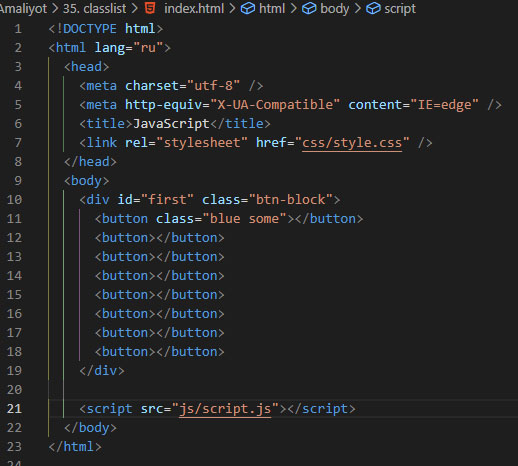 Amaliyot > 35. classlist > index.html > html > body > script
1 <!DOCTYPE html>
2 <html lang="ru">
3 <head>
4 <meta charset="utf-8" />
5 <meta http-equiv="X-UA-Compatible" content="IE=edge" />
6 <title>JavaScript</title>
7 <link rel="stylesheet" href="css/style.css" />
8 </head>
9 <body>
10 <div id="first" class="btn-block">
11 <button class="blue some"></button>
12 <button></button>
13 <button></button>
14 <button></button>
15 <button></button>
16 <button></button>
17 <button></button>
18 <button></button>
19 </div>
20
21 <script src="js/script.js"></script>
22 </body>
23 </html>
24